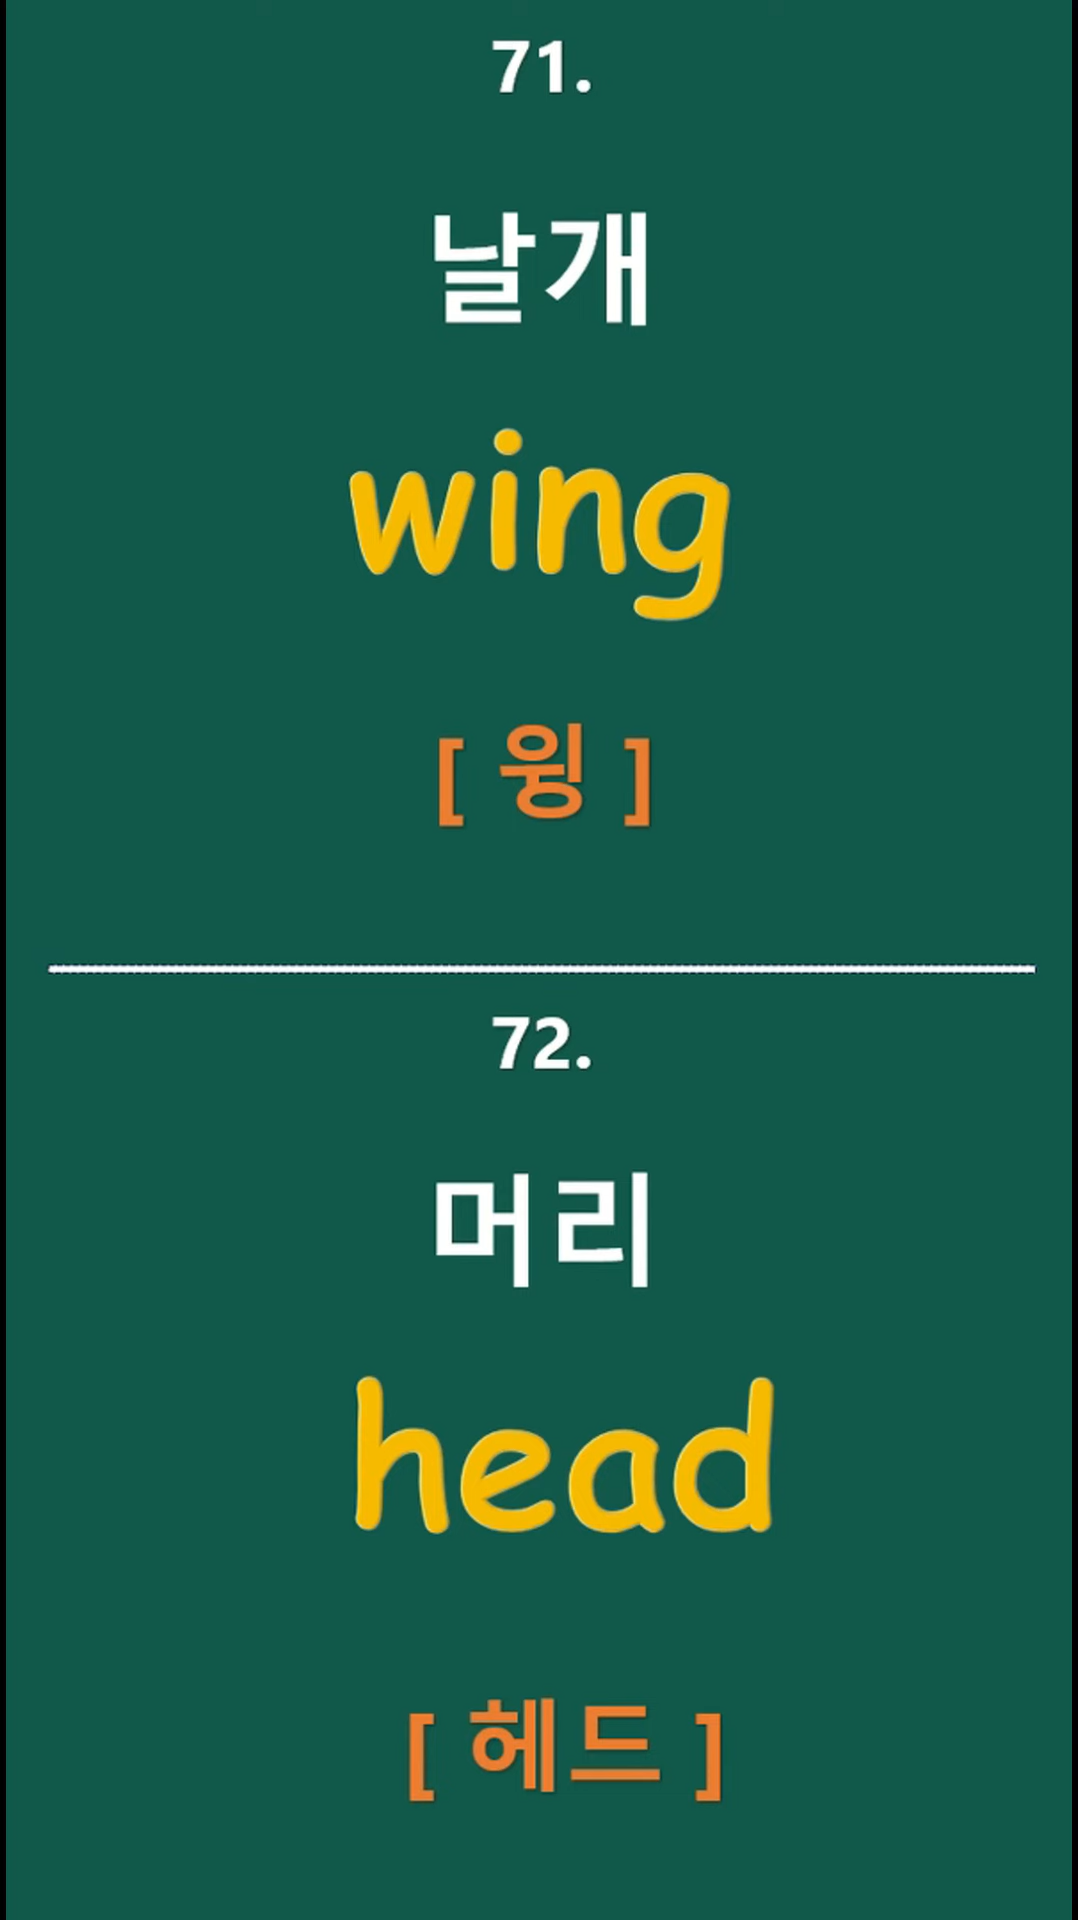 71.
날개
wing
[ 윙 ]
72.
머리
head
[ 헤드 ]